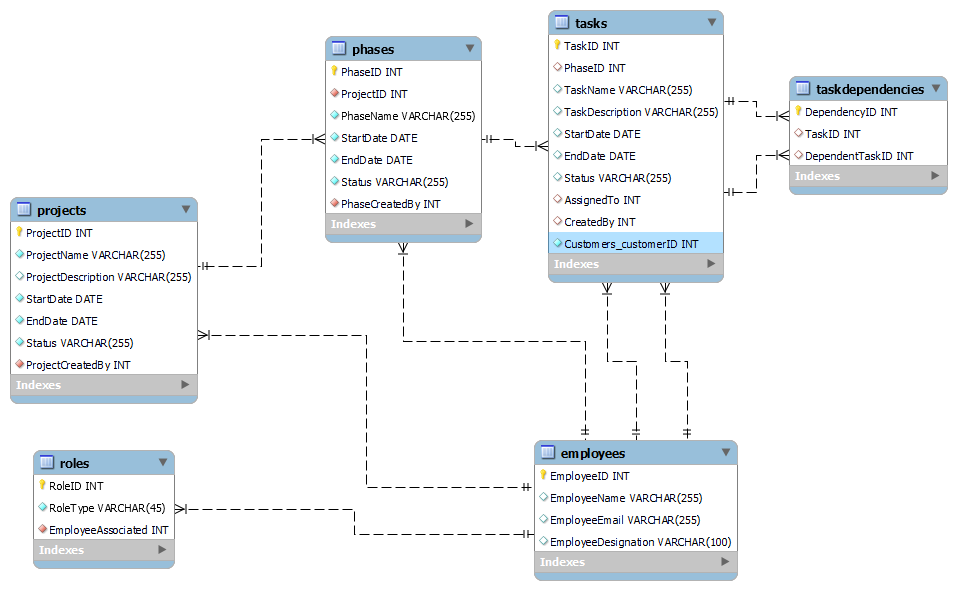 projects
ProjectID INT
ProjectName VARCHAR(255)
ProjectDescription VARCHAR(255)
StartDate DATE
EndDate DATE
Status VARCHAR(255)
ProjectCreatedBy INT
Indexes
phases
PhaseID INT
ProjectID INT
PhaseName VARCHAR(255)
StartDate DATE
EndDate DATE
Status VARCHAR(255)
PhaseCreatedBy INT
Indexes
tasks
TaskID INT
PhaseID INT
TaskName VARCHAR(255)
TaskDescription VARCHAR(255)
StartDate DATE
EndDate DATE
Status VARCHAR(255)
AssignedTo INT
CreatedBy INT
Customers_customerID INT
Indexes
taskdependencies
DependencyID INT
TaskID INT
DependentTaskID INT
Indexes
roles
RoleID INT
RoleType VARCHAR(45)
EmployeeAssociated INT
Indexes
employees
EmployeeID INT
EmployeeName VARCHAR(255)
EmployeeEmail VARCHAR(255)
EmployeeDesignation VARCHAR(100)
Indexes